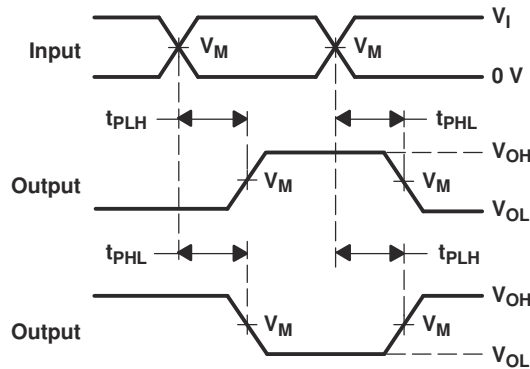 V_I
Input V_M V_M
0 V
t_PLH t_PHL
V_OH
Output V_M V_M
V_OL
t_PHL t_PLH
V_OH
Output V_M V_M
V_OL